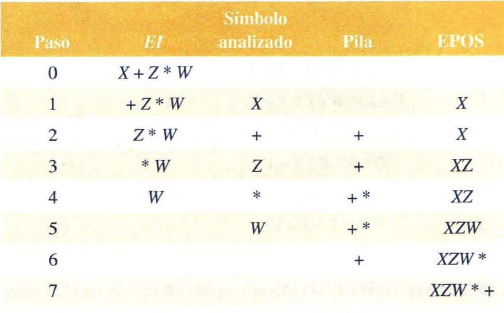 Símbolo
Paso EI analizado Pila EPOS
0 X + Z * W
1 + Z * W X X
2 Z * W + + X
3 * W Z + XZ
4 W * + * XZ
5 W + * XZW
6 + XZW *
7 XZW * +